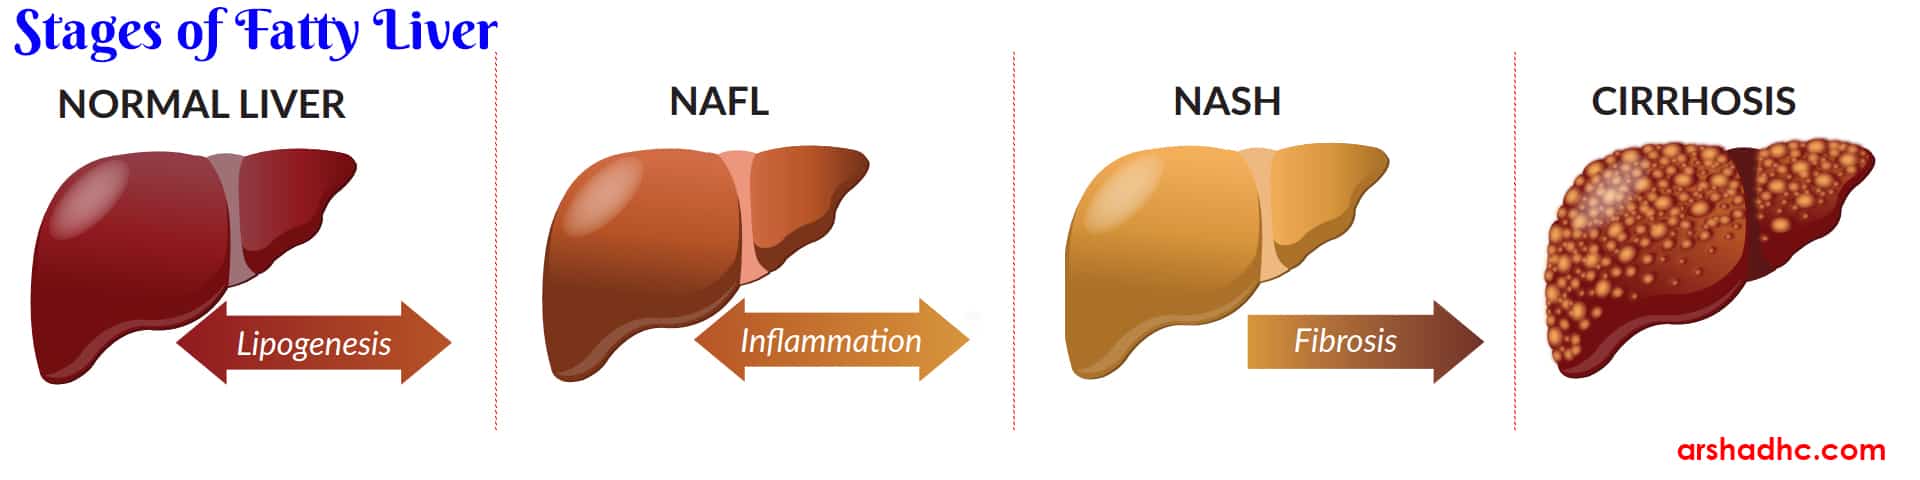 Stages of Fatty Liver
NORMAL LIVER
NAFL
NASH
CIRRHOSIS
Lipogenesis
Inflammation
Fibrosis
arshadhc.com